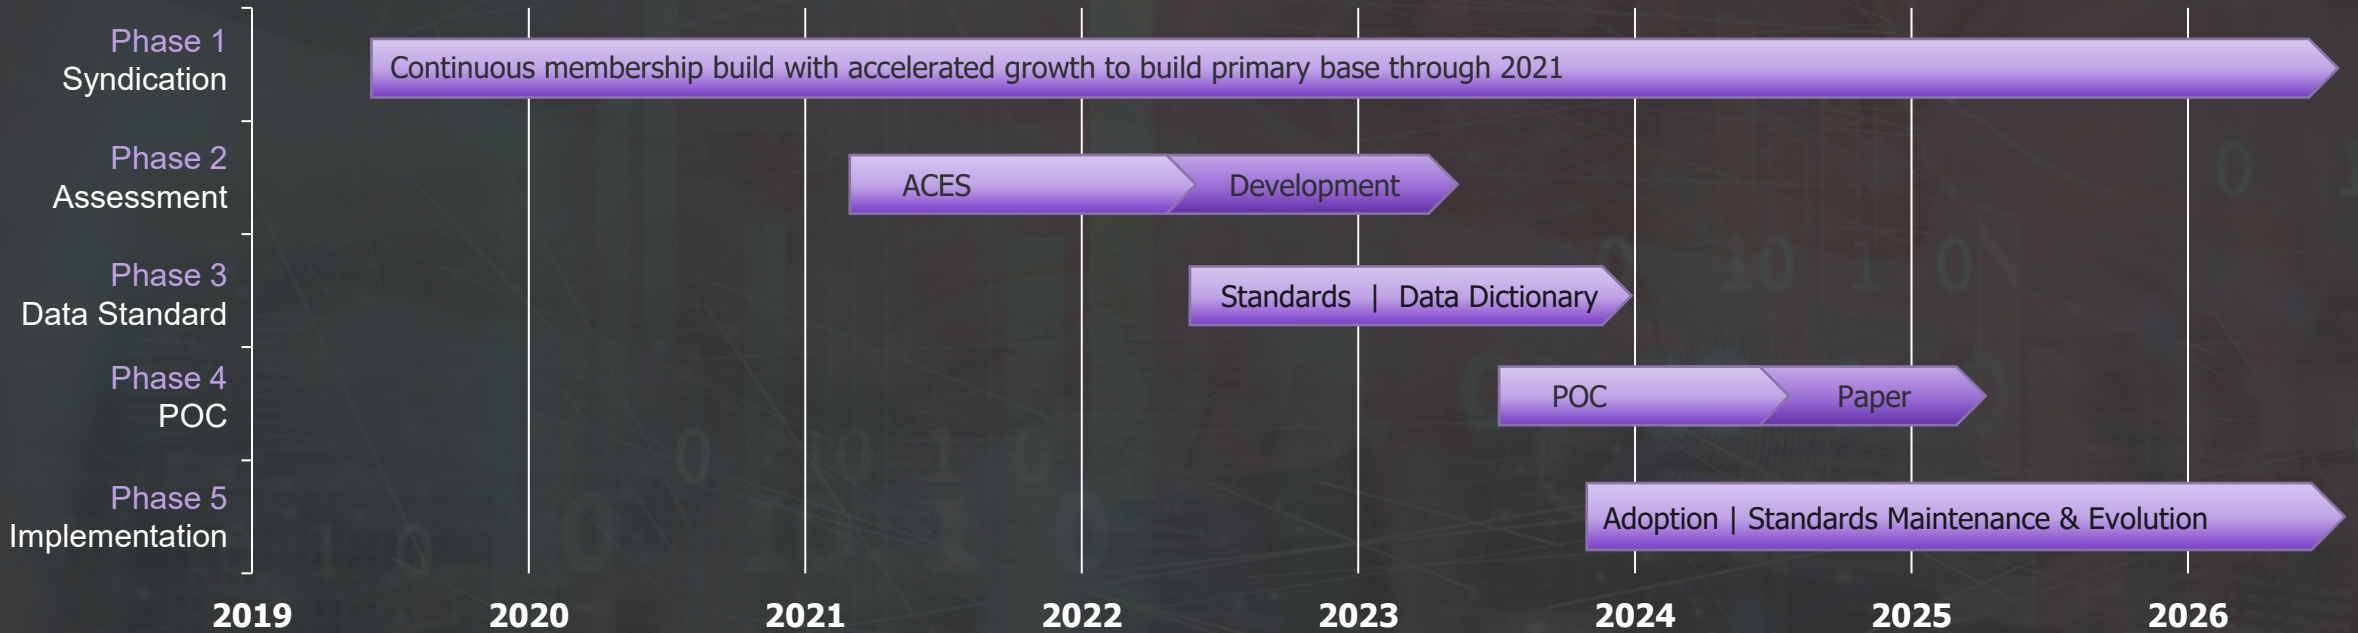 Phase 1
Syndication
Continuous membership build with accelerated growth to build primary base through 2021
Phase 2
Assessment
ACES
Development
Phase 3
Data Standard
Standards | Data Dictionary
Phase 4
POC
POC
Paper
Phase 5
Implementation
Adoption | Standards Maintenance & Evolution
2019 2020 2021 2022 2023 2024 2025 2026